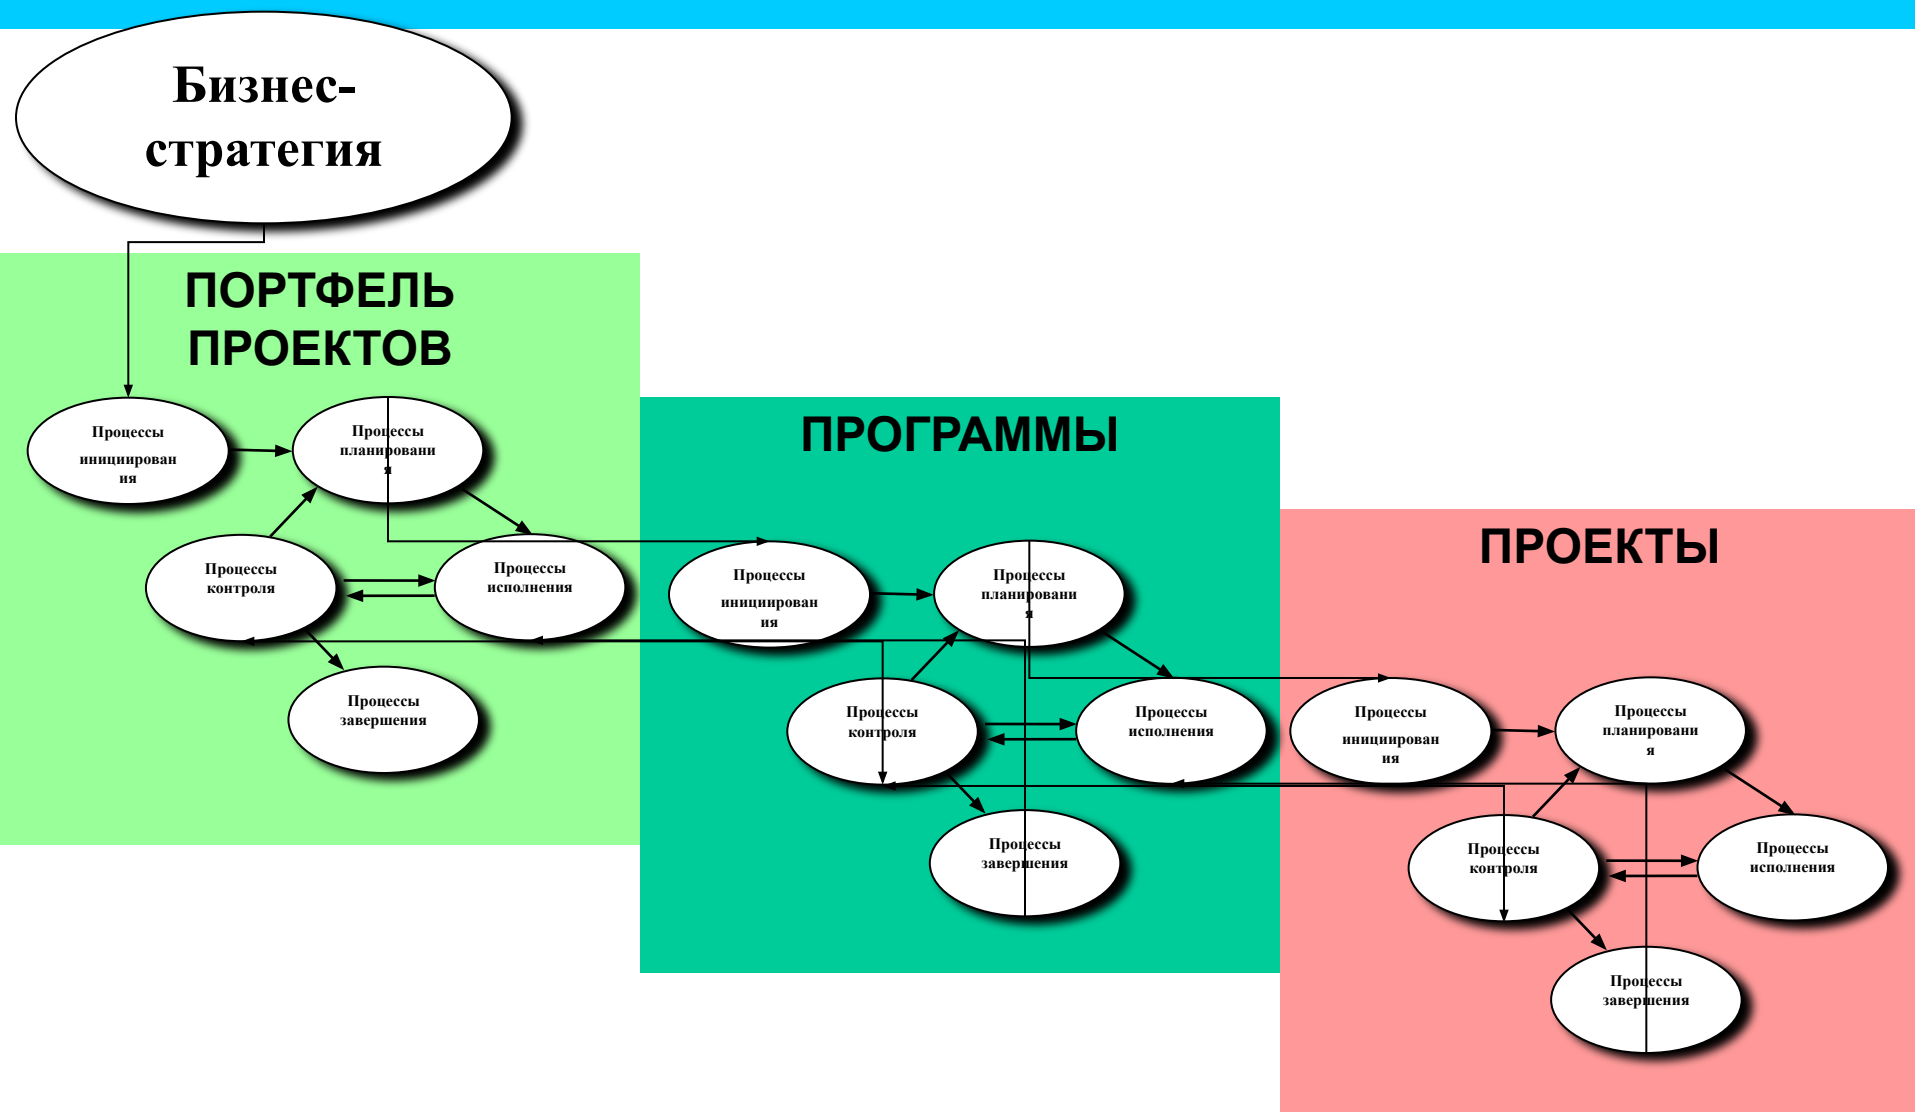 Бизнес-
стратегия
ПОРТФЕЛЬ
ПРОЕКТОВ
Процессы
инициирован
ия
Процессы
планировани
я
Процессы
контроля
Процессы
исполнения
Процессы
завершения
ПРОГРАММЫ
Процессы
инициирован
ия
Процессы
планировани
я
Процессы
контроля
Процессы
исполнения
Процессы
завершения
ПРОЕКТЫ
Процессы
инициирован
ия
Процессы
планировани
я
Процессы
контроля
Процессы
исполнения
Процессы
завершения